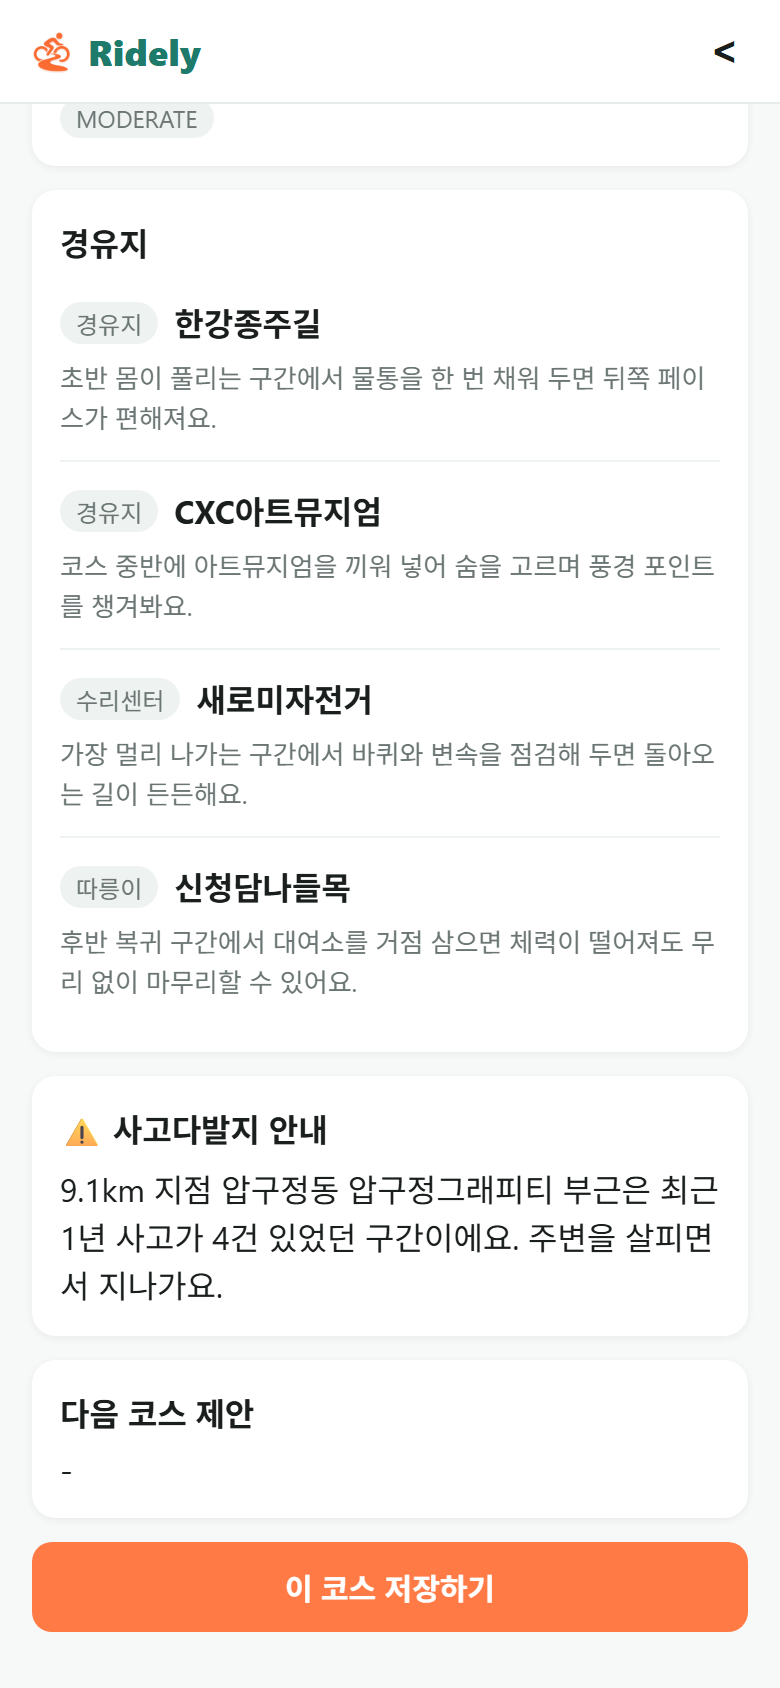 Ridely
<
MODERATE
경유지
경유지 한강종주길
초반 몸이 풀리는 구간에서 물통을 한 번 채워 두면 뒤쪽 페이
스가 편해져요.
경유지 CXC아트뮤지엄
코스 중반에 아트뮤지엄을 끼워 넣어 숨을 고르며 풍경 포인트
를 챙겨봐요.
수리센터 새로미자전거
가장 멀리 나가는 구간에서 바퀴와 변속을 점검해 두면 돌아오
는 길이 든든해요.
따릉이 신청담나들목
후반 복귀 구간에서 대여소를 거점 삼으면 체력이 떨어져도 무
리 없이 마무리할 수 있어요.
⚠️ 사고다발지 안내
9.1km 지점 압구정동 압구정그래피티 부근은 최근
1년 사고가 4건 있었던 구간이에요. 주변을 살피면
서 지나가요.
다음 코스 제안
-
이 코스 저장하기